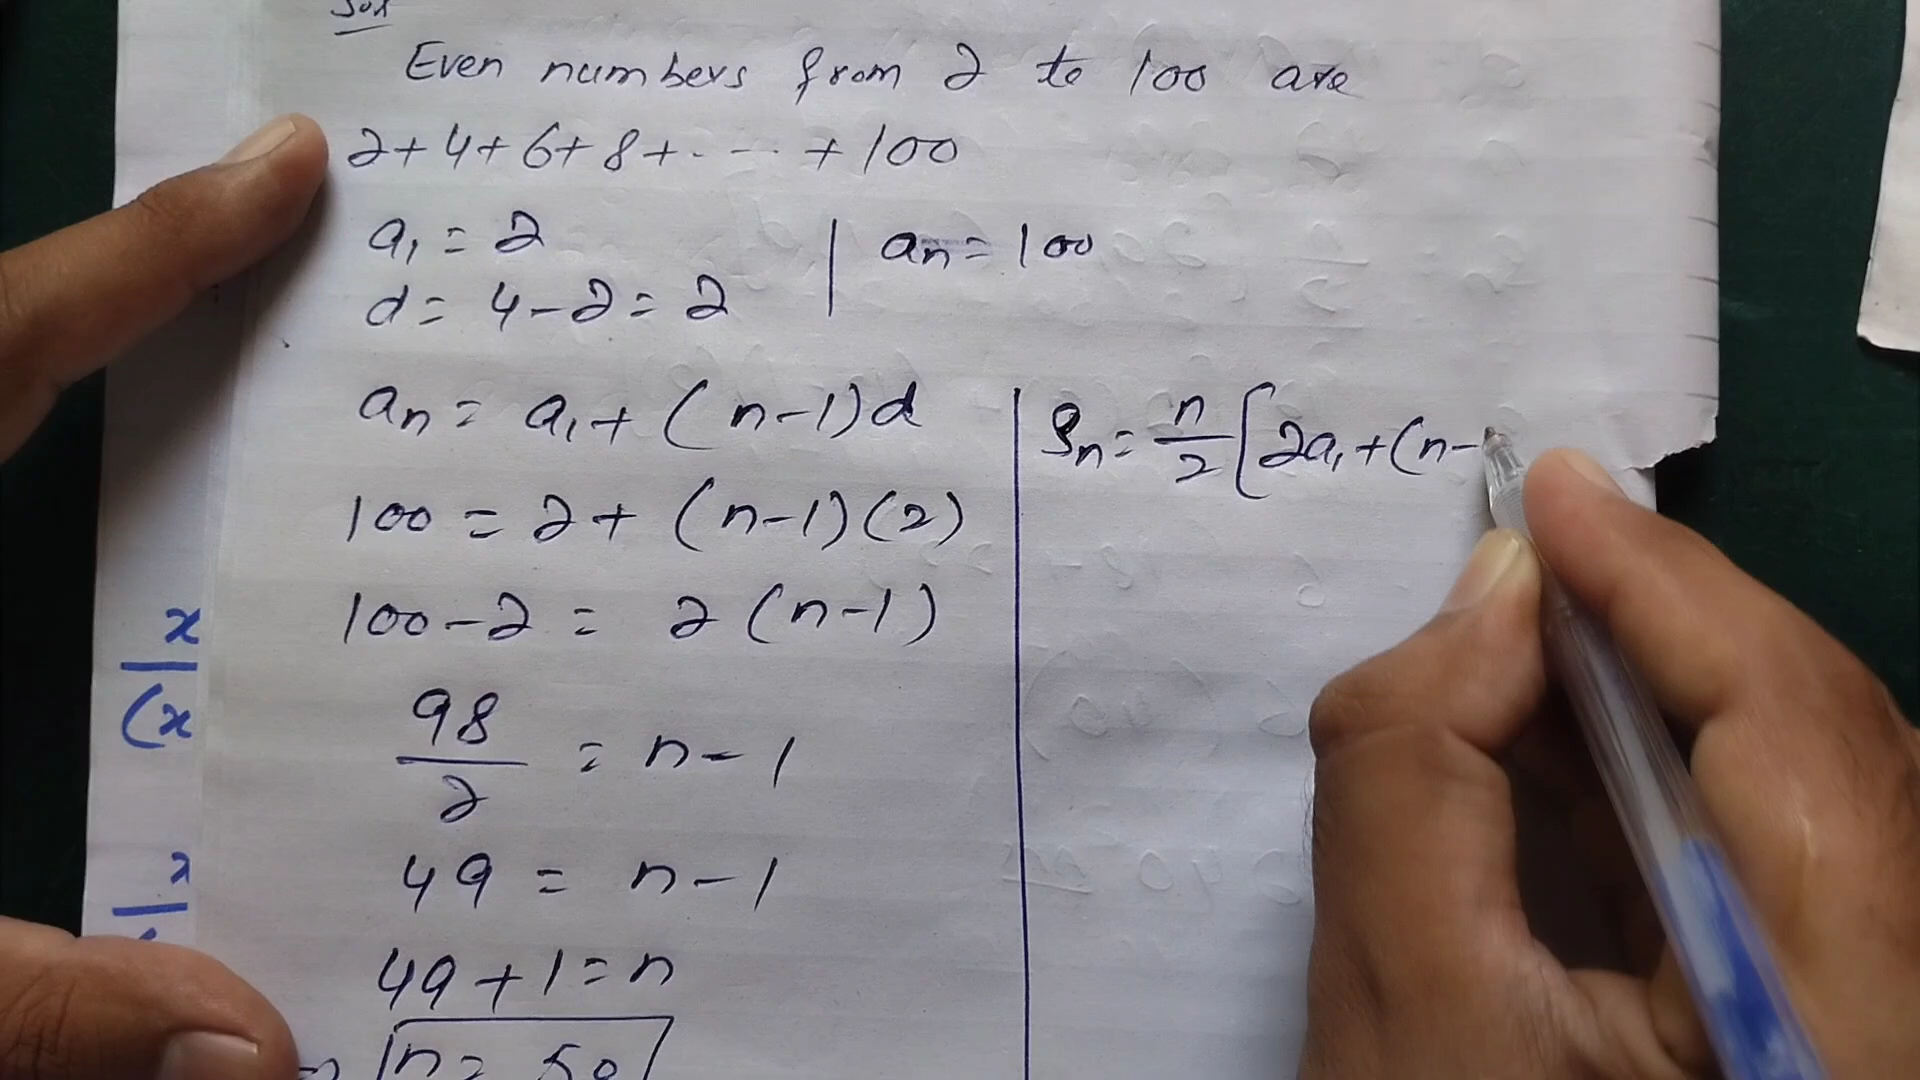 Sol
Even numbers from 2 to 100 are
2+4+6+8+. - - . +100
a₁ = 2
d = 4-2 = 2
aₙ = 100
aₙ = a₁+(n-1)d
100 = 2+(n-1)(2)
100-2 = 2(n-1)
98/2 = n-1
49 = n-1
49+1=n
n = 50
Sₙ = n/2[2a₁+(n-
x
(x